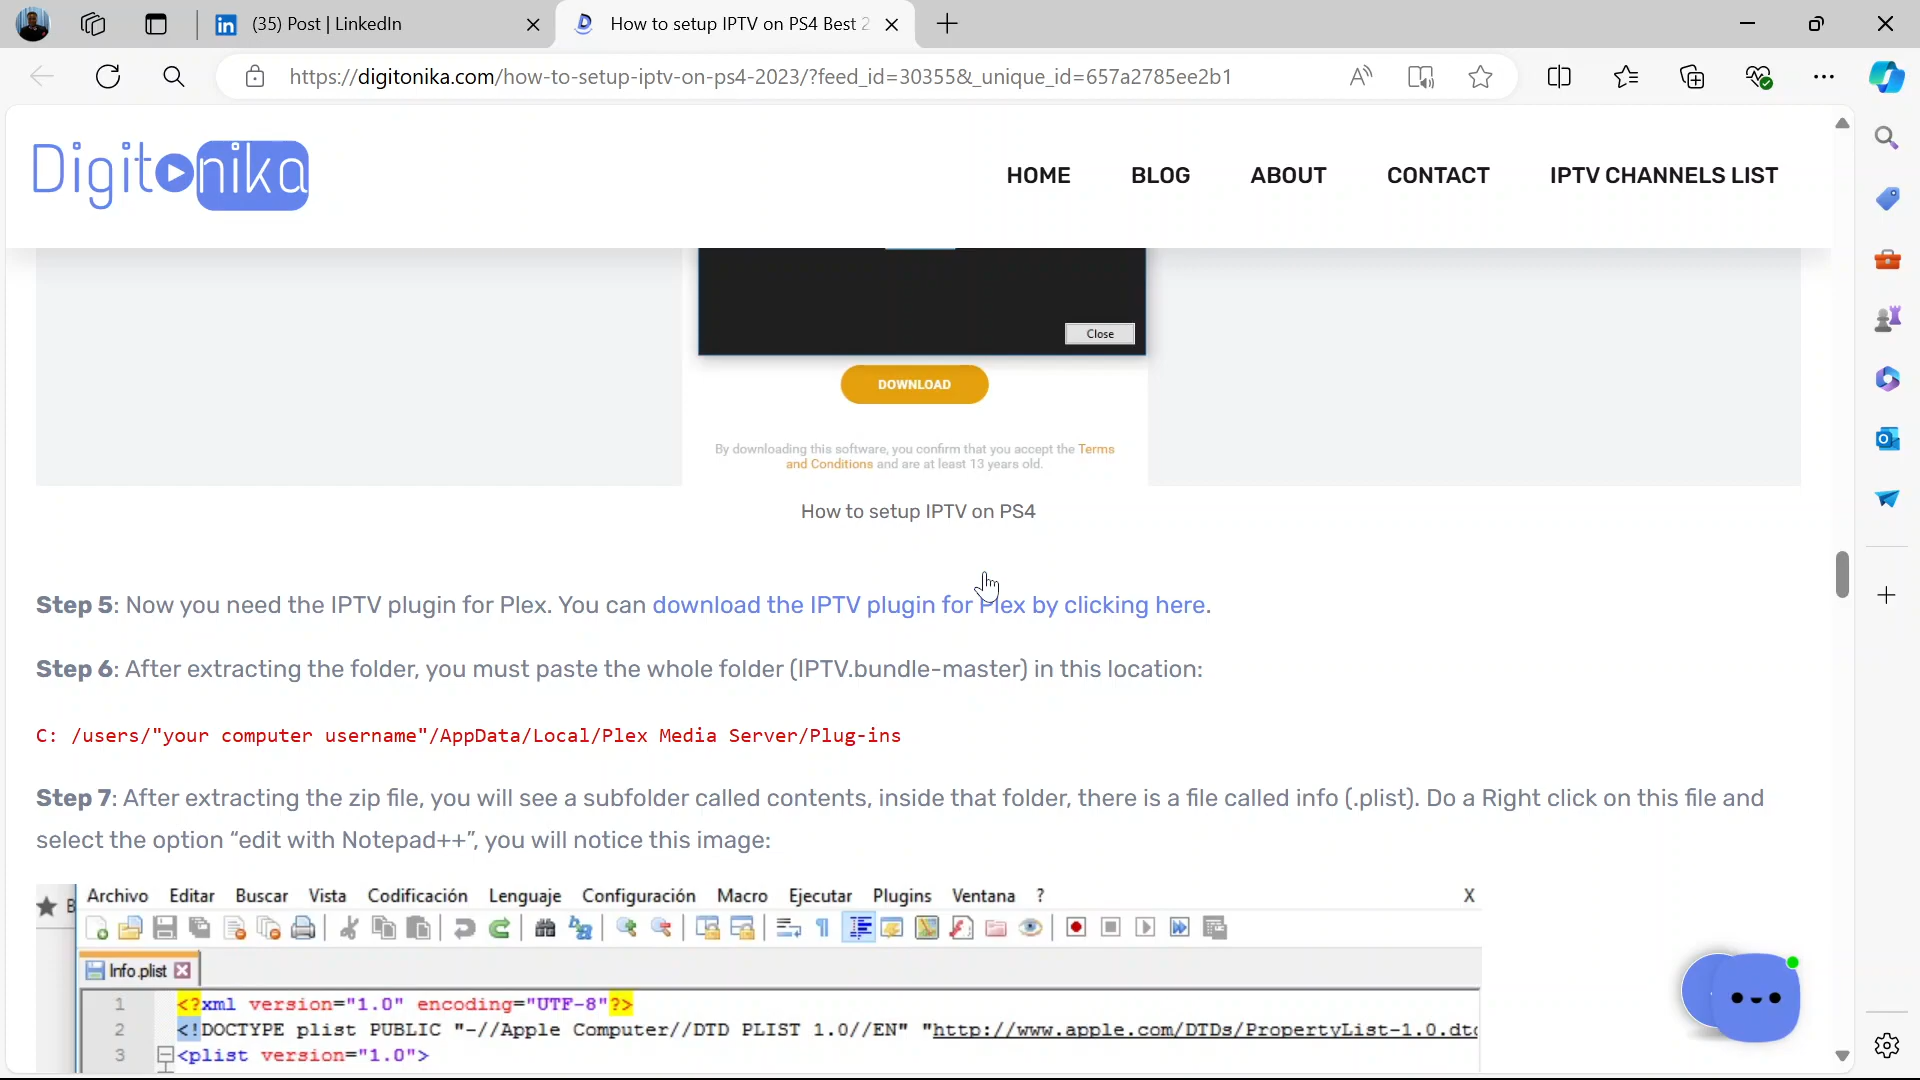 (35) Post | LinkedIn
How to setup IPTV on PS4 Best 2
https://digitonika.com/how-to-setup-iptv-on-ps4-2023/?feed_id=30355&_unique_id=657a2785ee2b1
Digitonika
HOME BLOG ABOUT CONTACT IPTV CHANNELS LIST
Close
DOWNLOAD
By downloading this software, you confirm that you accept the Terms
and Conditions and are at least 13 years old.
How to setup IPTV on PS4
Step 5: Now you need the IPTV plugin for Plex. You can download the IPTV plugin for Plex by clicking here.
Step 6: After extracting the folder, you must paste the whole folder (IPTV.bundle-master) in this location:
C: /users/"your computer username"/AppData/Local/Plex Media Server/Plug-ins
Step 7: After extracting the zip file, you will see a subfolder called contents, inside that folder, there is a file called info (.plist). Do a Right click on this file and
select the option “edit with Notepad++”, you will notice this image:
Archivo Editar Buscar Vista Codificación Lenguaje Configuración Macro Ejecutar Plugins Ventana ? X
Info.plist
1 <?xml version="1.0" encoding="UTF-8"?>
2 <!DOCTYPE plist PUBLIC "-//Apple Computer//DTD PLIST 1.0//EN" "http://www.apple.com/DTDs/PropertyList-1.0.dtd
3 <plist version="1.0">